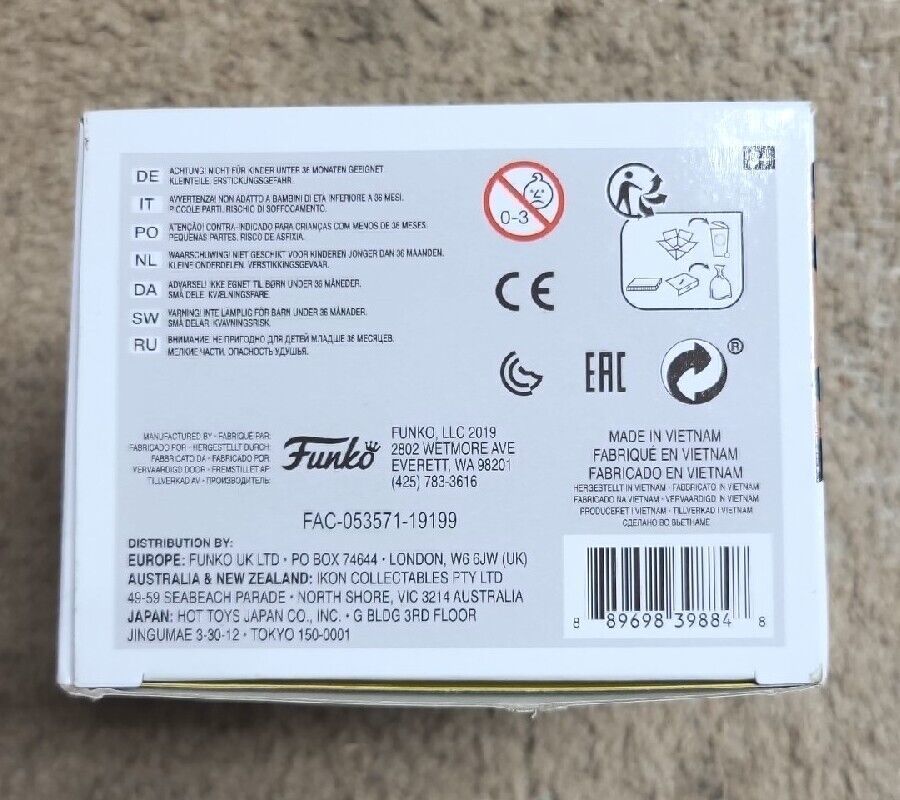 DE ACHTUNG! NICHT FÜR KINDER UNTER 36 MONATEN GEEIGNET.
KLEINTEILE. ERSTICKUNGSGEFAHR.
IT AVVERTENZA! NON ADATTO A BAMBINI DI ETA INFERIORE A 36 MESI.
PICCOLE PARTI. RISCHIO DI SOFFOCAMENTO.
PO ATENÇÃO! CONTRA-INDICADO PARA CRIANÇAS COM MENOS DE 36 MESES.
PEQUENAS PARTES. RISCO DE ASFIXIA.
NL WAARSCHUWING! NIET GESCHIKT VOOR KINDEREN JONGER DAN 36 MAANDEN.
KLEINE ONDERDELEN. VERSTIKKINGSGEVAAR.
DA ADVARSEL! IKKE EGNET TIL BØRN UNDER 36 MÅNEDER.
SMÅ DELE. KVÆLNINGSFARE.
SW VARNING! INTE LAMPLIG FÖR BARN UNDER 36 MÅNADER.
SMÅ DELAR. KVAVNINGSRISK.
RU ВНИМАНИЕ. НЕ ПРИГОДНО ДЛЯ ДЕТЕЙ МЛАДШЕ 36 МЕСЯЦЕВ.
МЕЛКИЕ ЧАСТИ. ОПАСНОСТЬ УДУШЬЯ.
0-3
CE
EAC
®
MANUFACTURED BY • FABRIQUÉ PAR
FABRICADO FOR • HERGESTELLT DURCH
FABBRICATO DA • FABRICADO POR
VERVAARDIGD DOOR • FREMSTILLET AF
TILLVERKAD AV • ПРОИЗВОДИТЕЛЬ:
Funko
FUNKO, LLC 2019
2802 WETMORE AVE
EVERETT, WA 98201
(425) 783-3616
FAC-053571-19199
MADE IN VIETNAM
FABRIQUÉ EN VIETNAM
FABRICADO EN VIETNAM
HERGESTELLT IN VIETNAM • FABBRICATO IN VIETNAM
FABRICADO NA VIETNAM • VERVAARDIGD IN VIETNAM
PRODUCERET I VIETNAM • TILLVERKAD I VIETNAM
СДЕЛАНО ВО ВЬЕТНАМЕ
DISTRIBUTION BY:
EUROPE: FUNKO UK LTD • PO BOX 74644 • LONDON, W6 6JW (UK)
AUSTRALIA & NEW ZEALAND: IKON COLLECTABLES PTY LTD
49-59 SEABEACH PARADE • NORTH SHORE, VIC 3214 AUSTRALIA
JAPAN: HOT TOYS JAPAN CO., INC. • G BLDG 3RD FLOOR
JINGUMAE 3-30-12 • TOKYO 150-0001
8 89698 39884 8